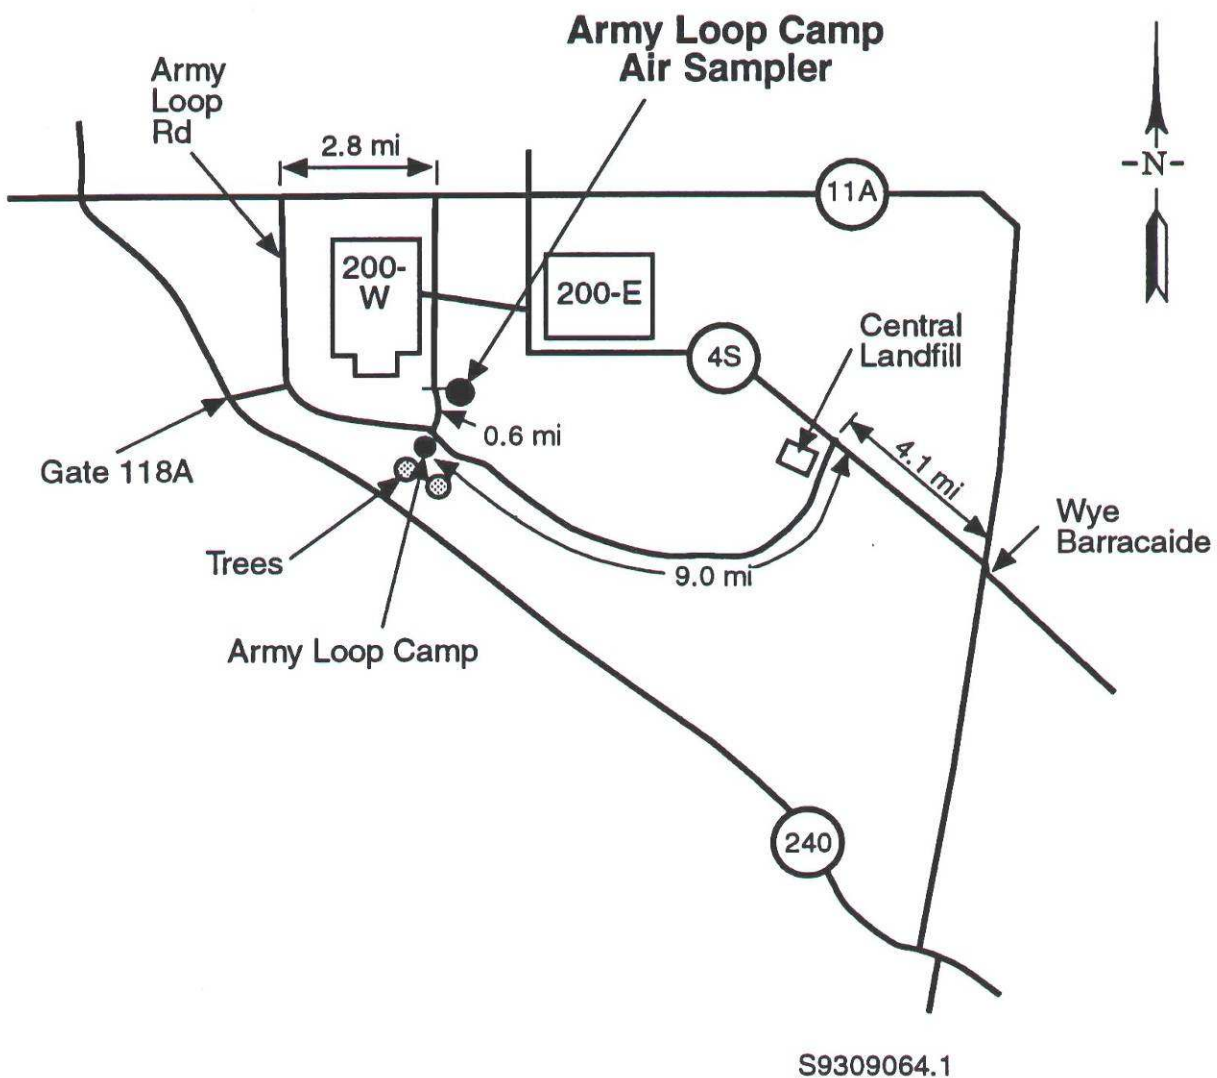 Army Loop Camp
Air Sampler
Army
Loop
Rd
2.8 mi
-N-
11A
200-
W
200-E
Central
Landfill
4S
0.6 mi
4.1 mi
Gate 118A
Wye
Barracaide
Trees
9.0 mi
Army Loop Camp
240
S9309064.1